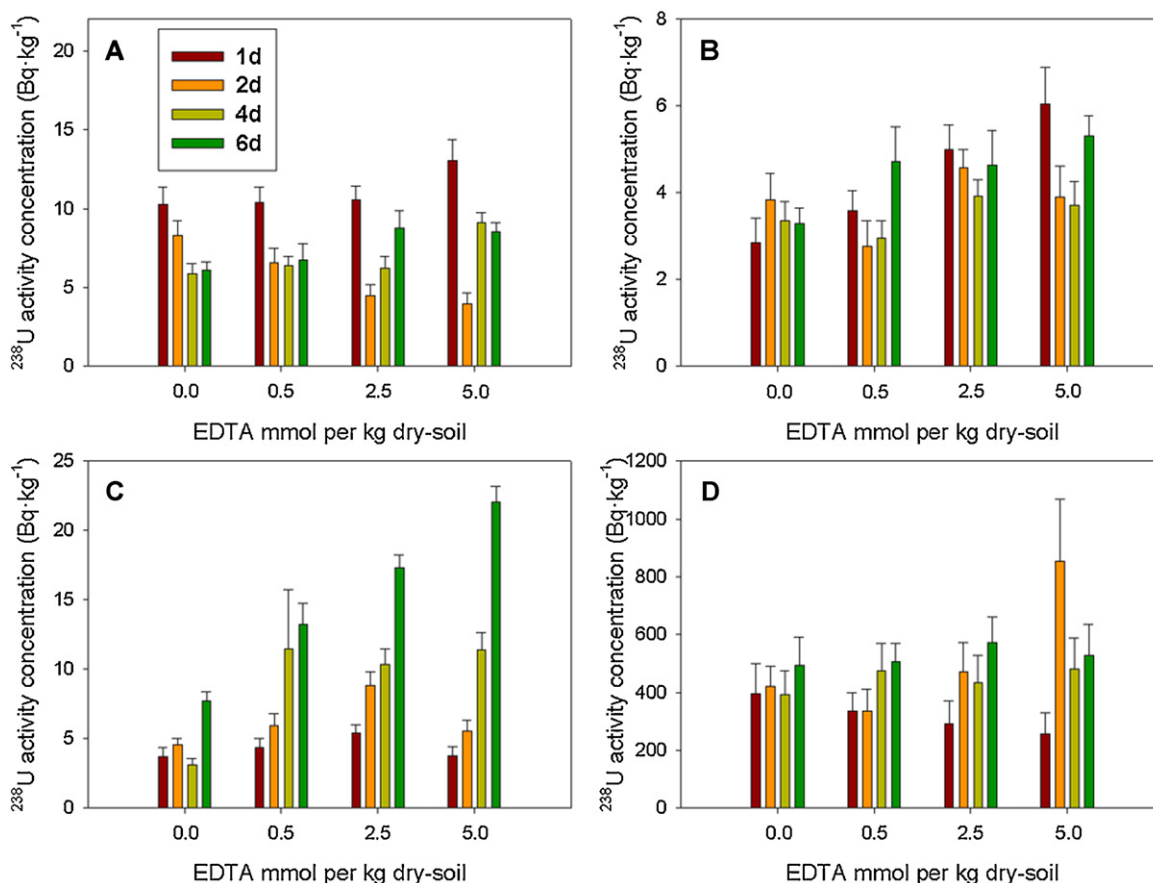 A
1d
2d
4d
6d
20
15
10
5
0
²³⁸U activity concentration (Bq·kg⁻¹)
0.0 0.5 2.5 5.0
EDTA mmol per kg dry-soil
B
8
6
4
2
0
²³⁸U activity concentration (Bq·kg⁻¹)
0.0 0.5 2.5 5.0
EDTA mmol per kg dry-soil
C
25
20
15
10
5
0
²³⁸U activity concentration (Bq·kg⁻¹)
0.0 0.5 2.5 5.0
EDTA mmol per kg dry-soil
D
1200
1000
800
600
400
200
0
²³⁸U activity concentration (Bq·kg⁻¹)
0.0 0.5 2.5 5.0
EDTA mmol per kg dry-soil